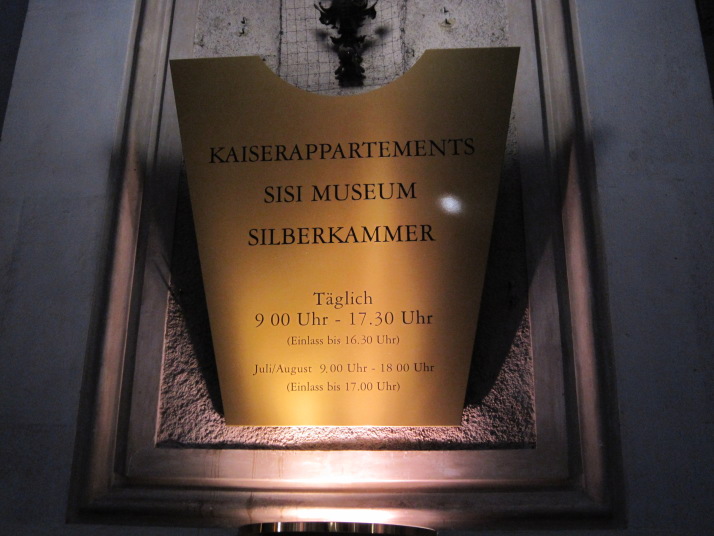 KAISERAPPARTEMENTS
SISI MUSEUM
SILBERKAMMER
Täglich
9 00 Uhr - 17.30 Uhr
(Einlass bis 16.30 Uhr)
Juli/August 9.00 Uhr - 18 00 Uhr
(Einlass bis 17.00 Uhr)